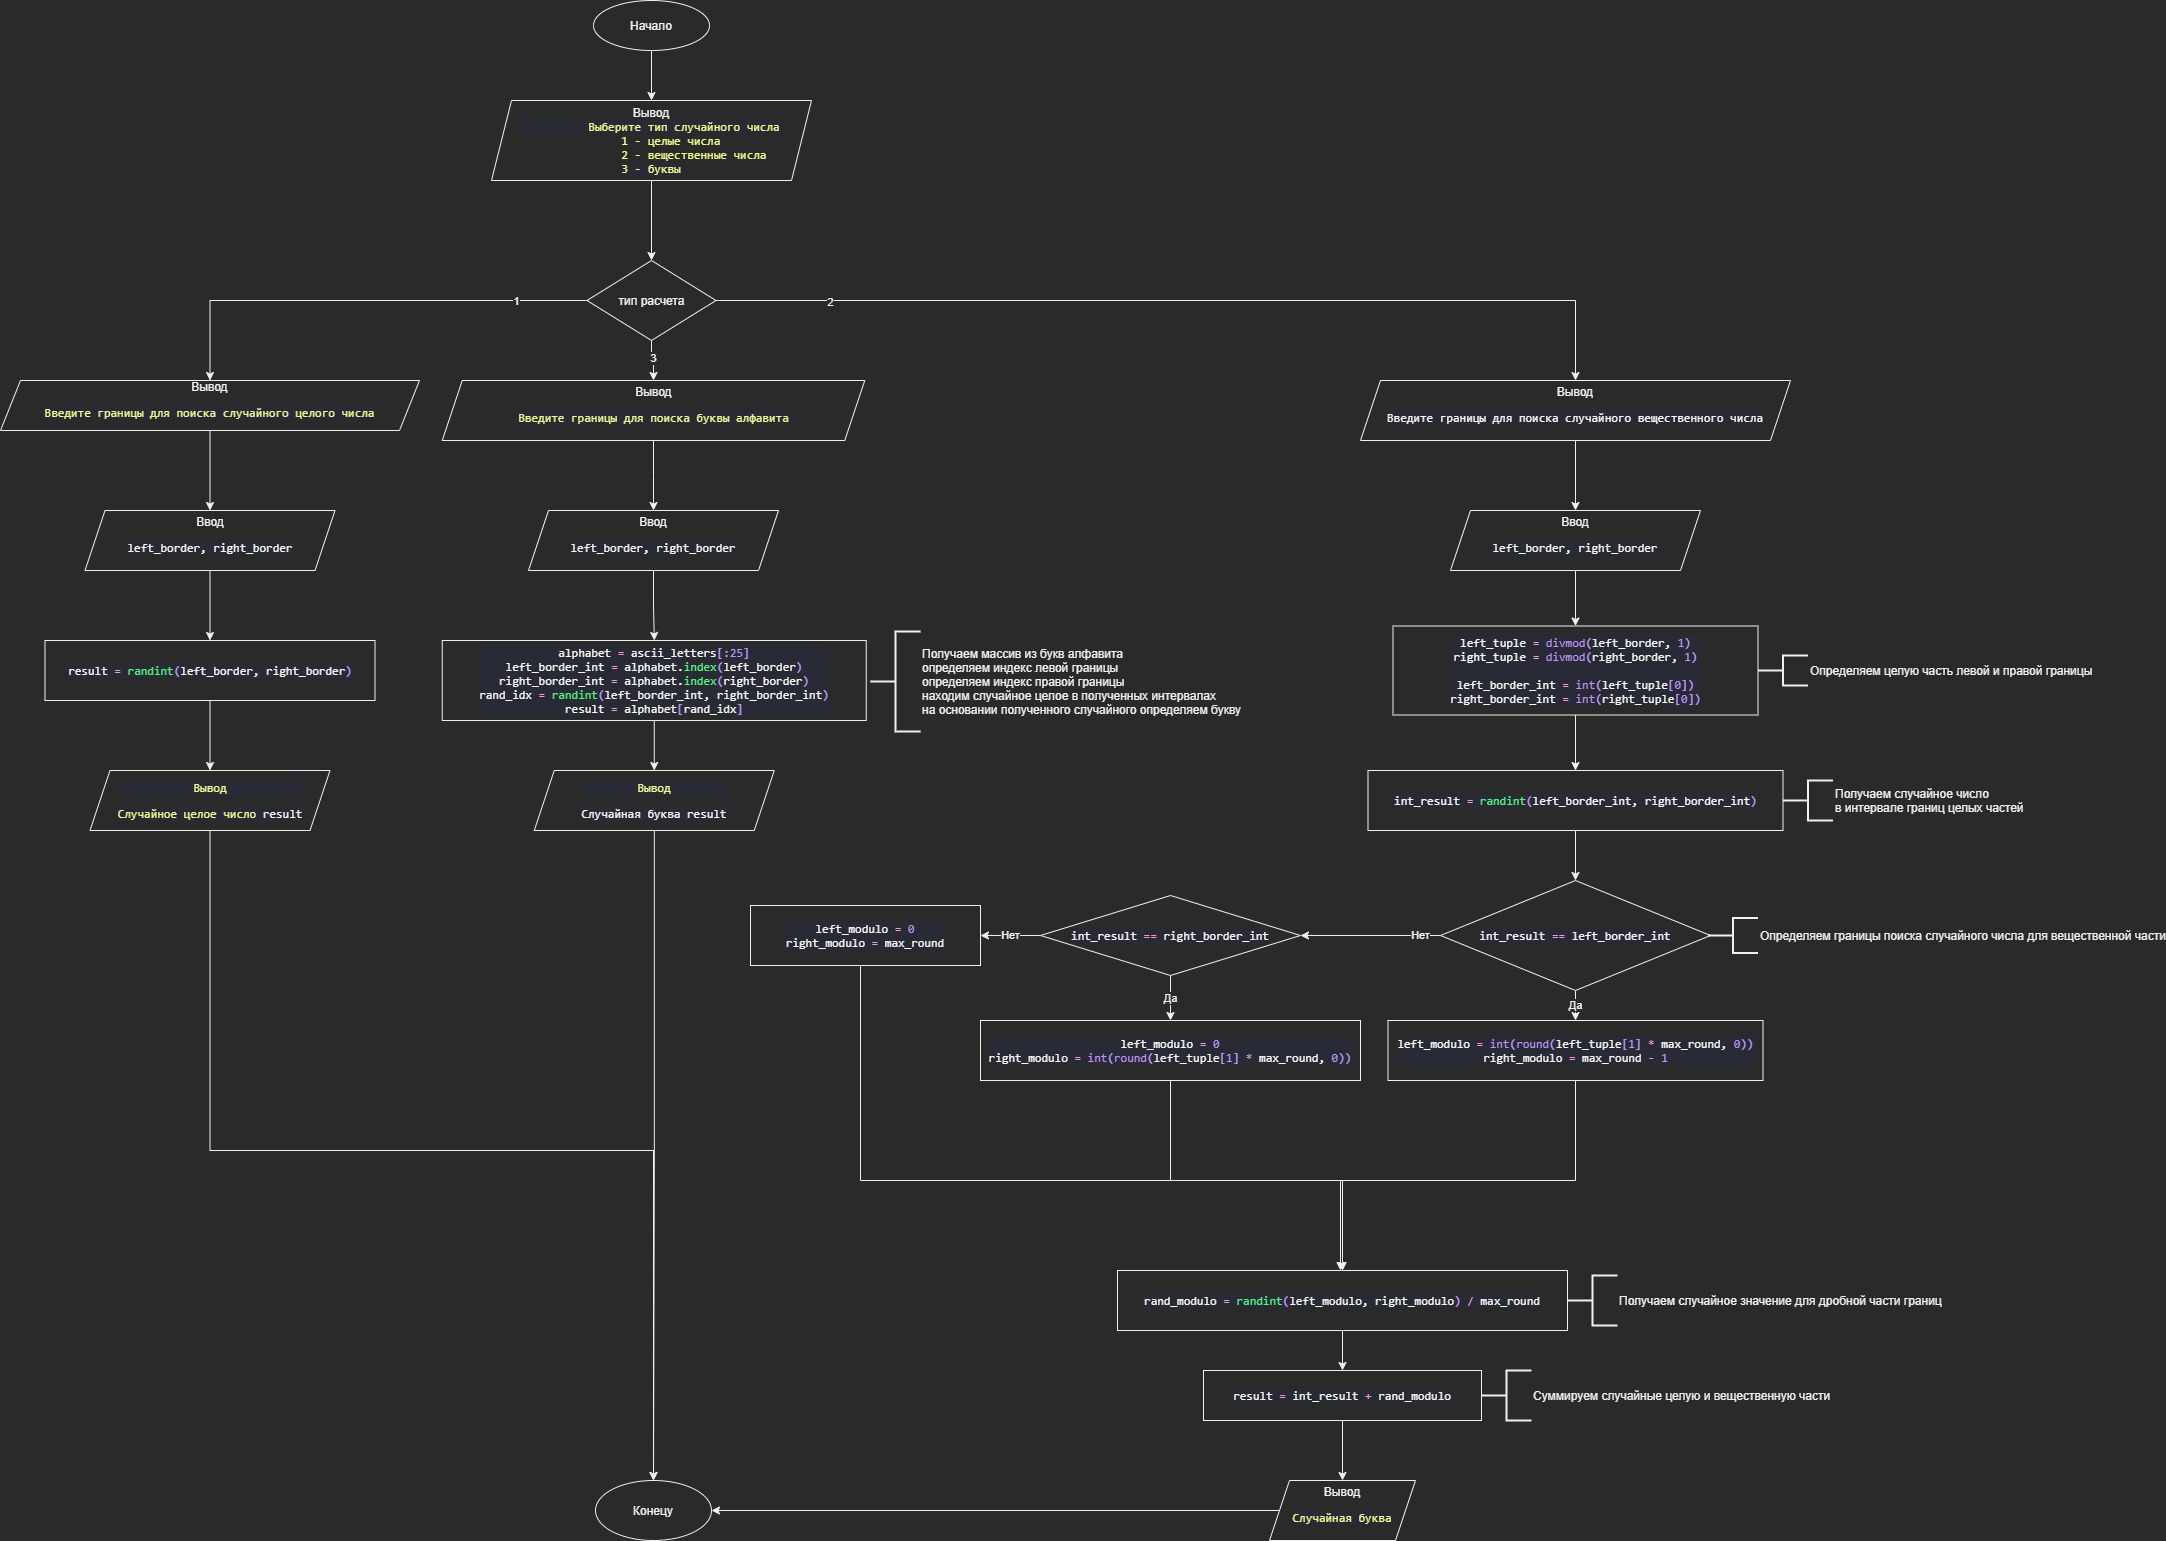 Начало
Вывод
Выберите тип случайного числа
1 - целые числа
2 - вещественные числа
3 - буквы
тип расчета
1
2
3
Вывод
Введите границы для поиска случайного целого числа
Ввод
left_border, right_border
result = randint(left_border, right_border)
Вывод
Случайное целое число result
Вывод
Введите границы для поиска буквы алфавита
Ввод
left_border, right_border
alphabet = ascii_letters[:25]
left_border_int = alphabet.index(left_border)
right_border_int = alphabet.index(right_border)
rand_idx = randint(left_border_int, right_border_int)
result = alphabet[rand_idx]
Получаем массив из букв алфавита
определяем индекс левой границы
определяем индекс правой границы
находим случайное целое в полученных интервалах
на основании полученного случайного определяем букву
Вывод
Случайная буква result
Вывод
Введите границы для поиска случайного вещественного числа
Ввод
left_border, right_border
left_tuple = divmod(left_border, 1)
right_tuple = divmod(right_border, 1)
left_border_int = int(left_tuple[0])
right_border_int = int(right_tuple[0])
Определяем целую часть левой и правой границы
int_result = randint(left_border_int, right_border_int)
Получаем случайное число
в интервале границ целых частей
int_result == left_border_int
Определяем границы поиска случайного числа для вещественной части
Нет
int_result == right_border_int
Нет
left_modulo = 0
right_modulo = max_round
Да
left_modulo = 0
right_modulo = int(round(left_tuple[1] * max_round, 0))
Да
left_modulo = int(round(left_tuple[1] * max_round, 0))
right_modulo = max_round - 1
rand_modulo = randint(left_modulo, right_modulo) / max_round
Получаем случайное значение для дробной части границ
result = int_result + rand_modulo
Суммируем случайные целую и вещественную части
Вывод
Случайная буква
Конецу